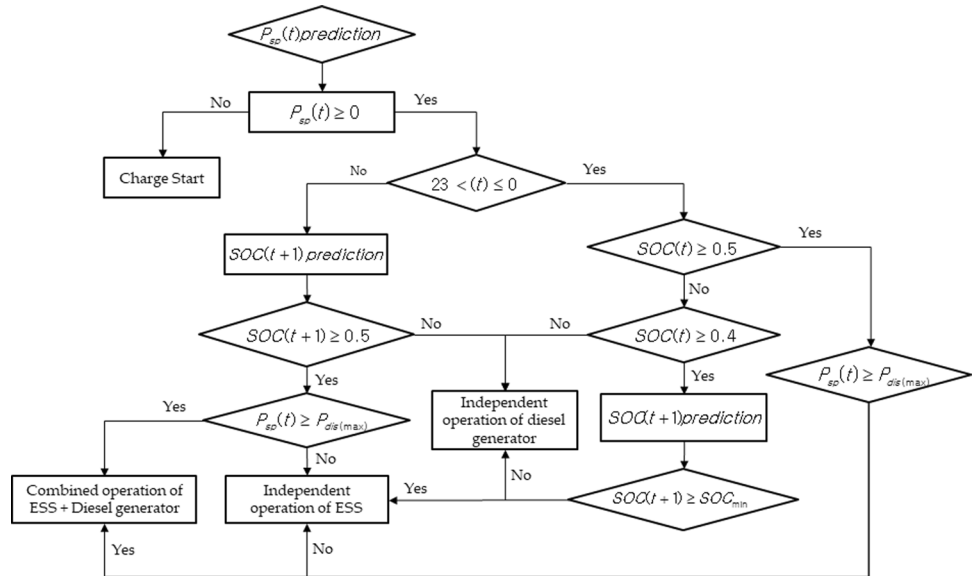 P_sp(t)prediction
No
P_sp(t) ≥ 0
Yes
Charge Start
No
23 < (t) ≤ 0
Yes
SOC(t+1) prediction
SOC(t) ≥ 0.5
Yes
No
SOC(t+1) ≥ 0.5
No
No
SOC(t) ≥ 0.4
Yes
Yes
P_sp(t) ≥ P_dis(max)
Yes
P_sp(t) ≥ P_dis(max)
Independent
operation of diesel
generator
SOC(t+1)prediction
No
No
Combined operation of
ESS + Diesel generator
Independent
operation of ESS
Yes
SOC(t+1) ≥ SOC_min
Yes
No